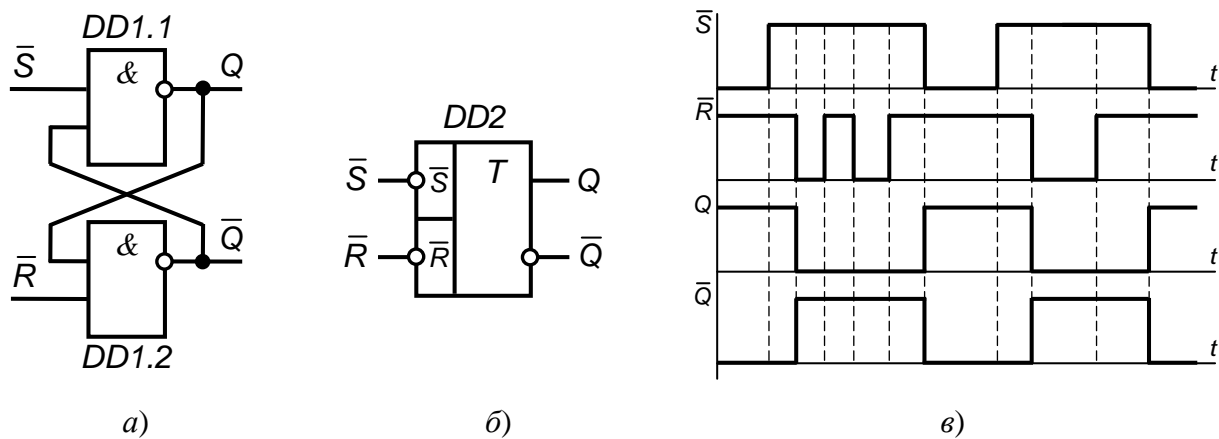 DD1.1
S̅
&
Q
&
Q̅
R̅
DD1.2
а)
DD2
S̅
S̅
T
Q
R̅
R̅
Q̅
б)
S̅
t
R̅
t
Q
t
Q̅
t
в)